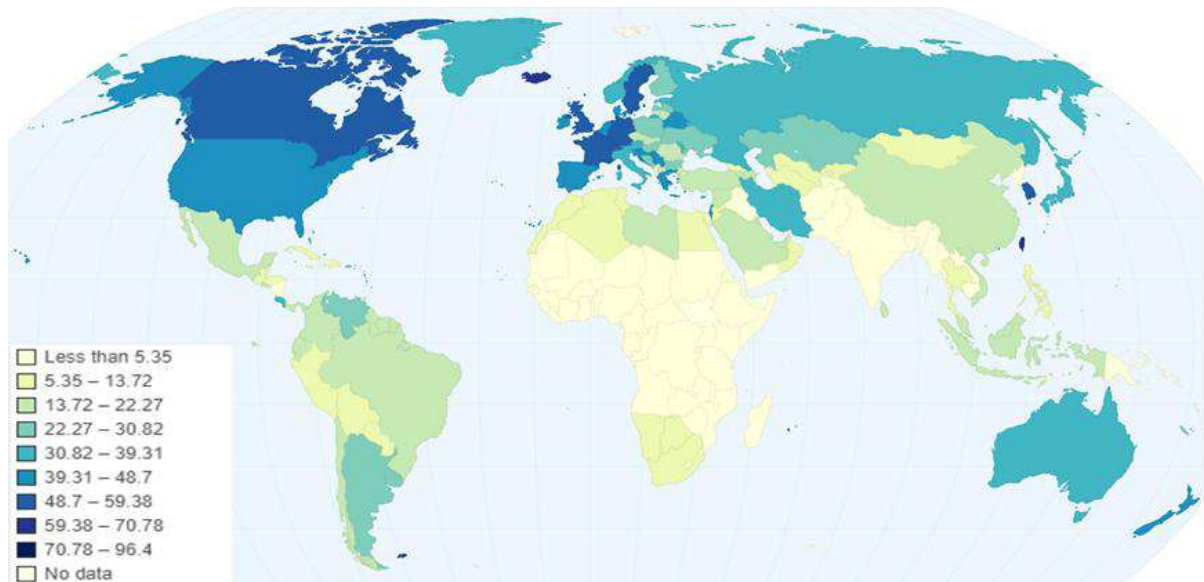 Less than 5.35
5.35 – 13.72
13.72 – 22.27
22.27 – 30.82
30.82 – 39.31
39.31 – 48.7
48.7 – 59.38
59.38 – 70.78
70.78 – 96.4
No data